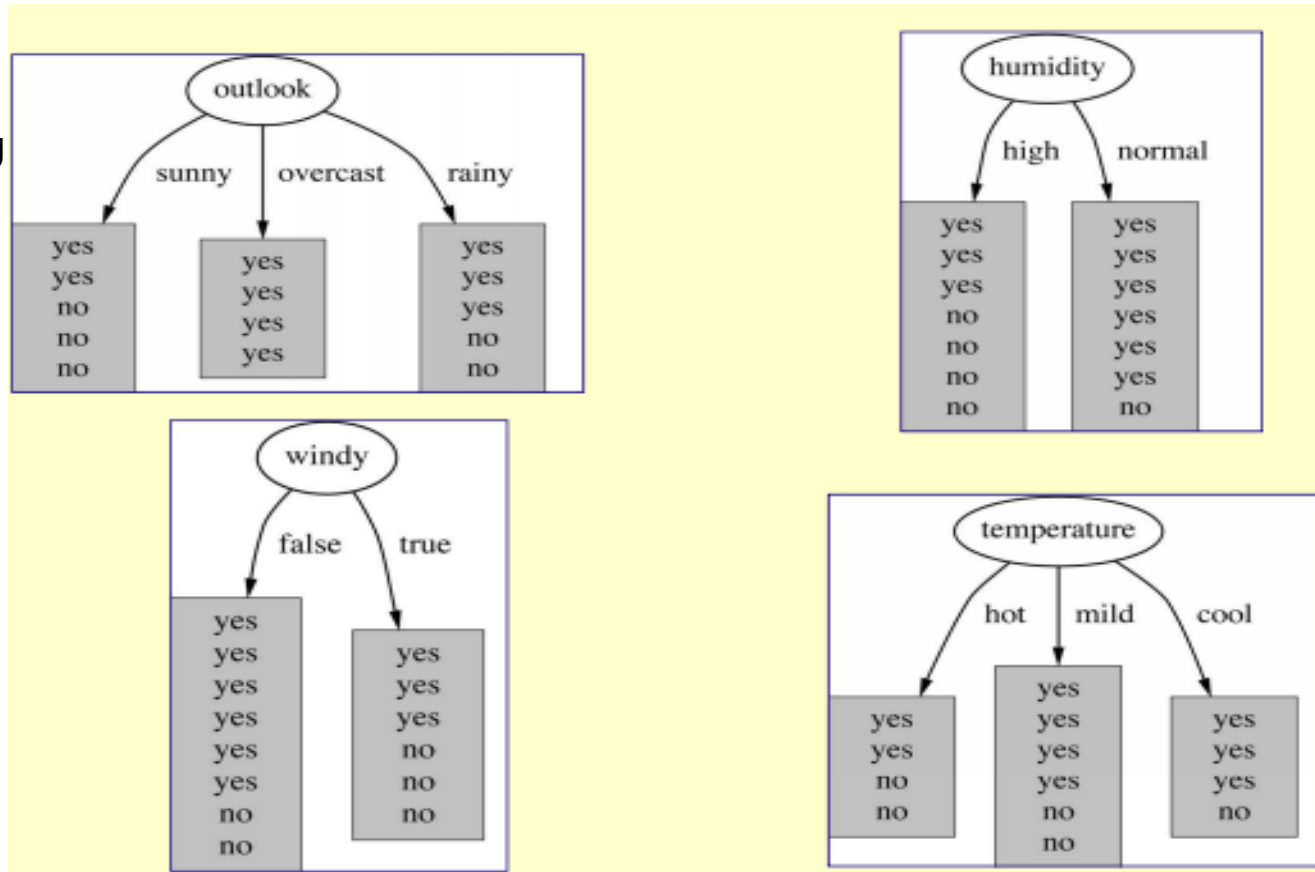 outlook
sunny overcast rainy
yes
yes
no
no
no
yes
yes
yes
yes
yes
yes
yes
no
no
humidity
high normal
yes
yes
yes
no
no
no
no
yes
yes
yes
yes
yes
yes
no
windy
false true
yes
yes
yes
yes
yes
yes
no
no
yes
yes
yes
no
no
no
temperature
hot mild cool
yes
yes
no
no
yes
yes
yes
yes
no
no
yes
yes
yes
no